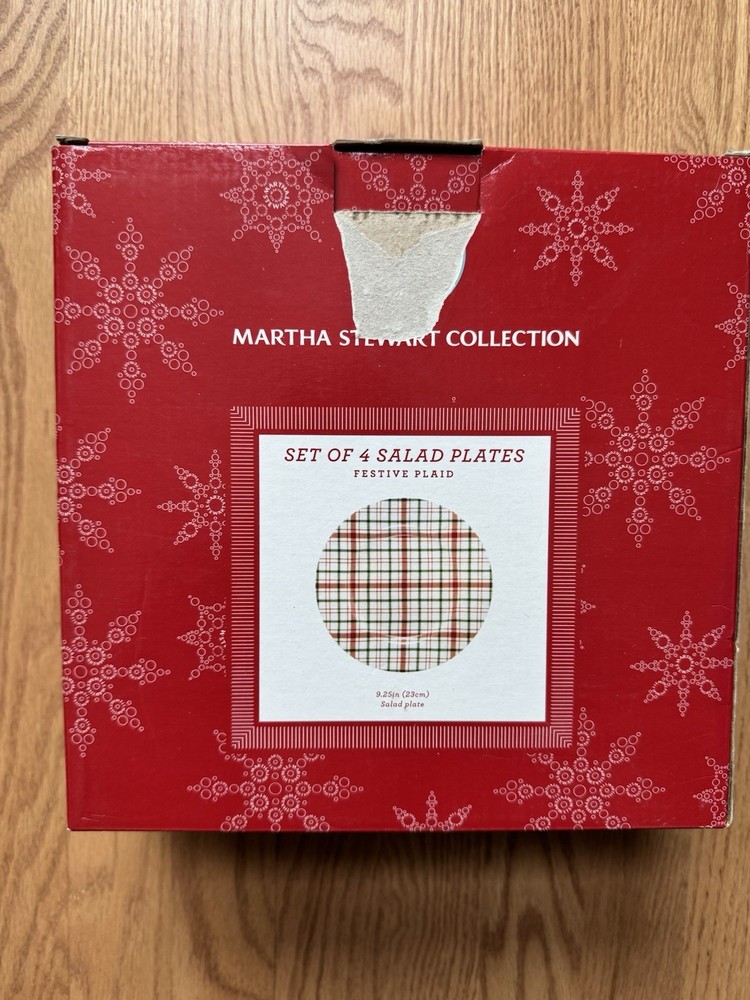 MARTHA STEWART COLLECTION
SET OF 4 SALAD PLATES
FESTIVE PLAID
9.25in (23cm)
Salad plate